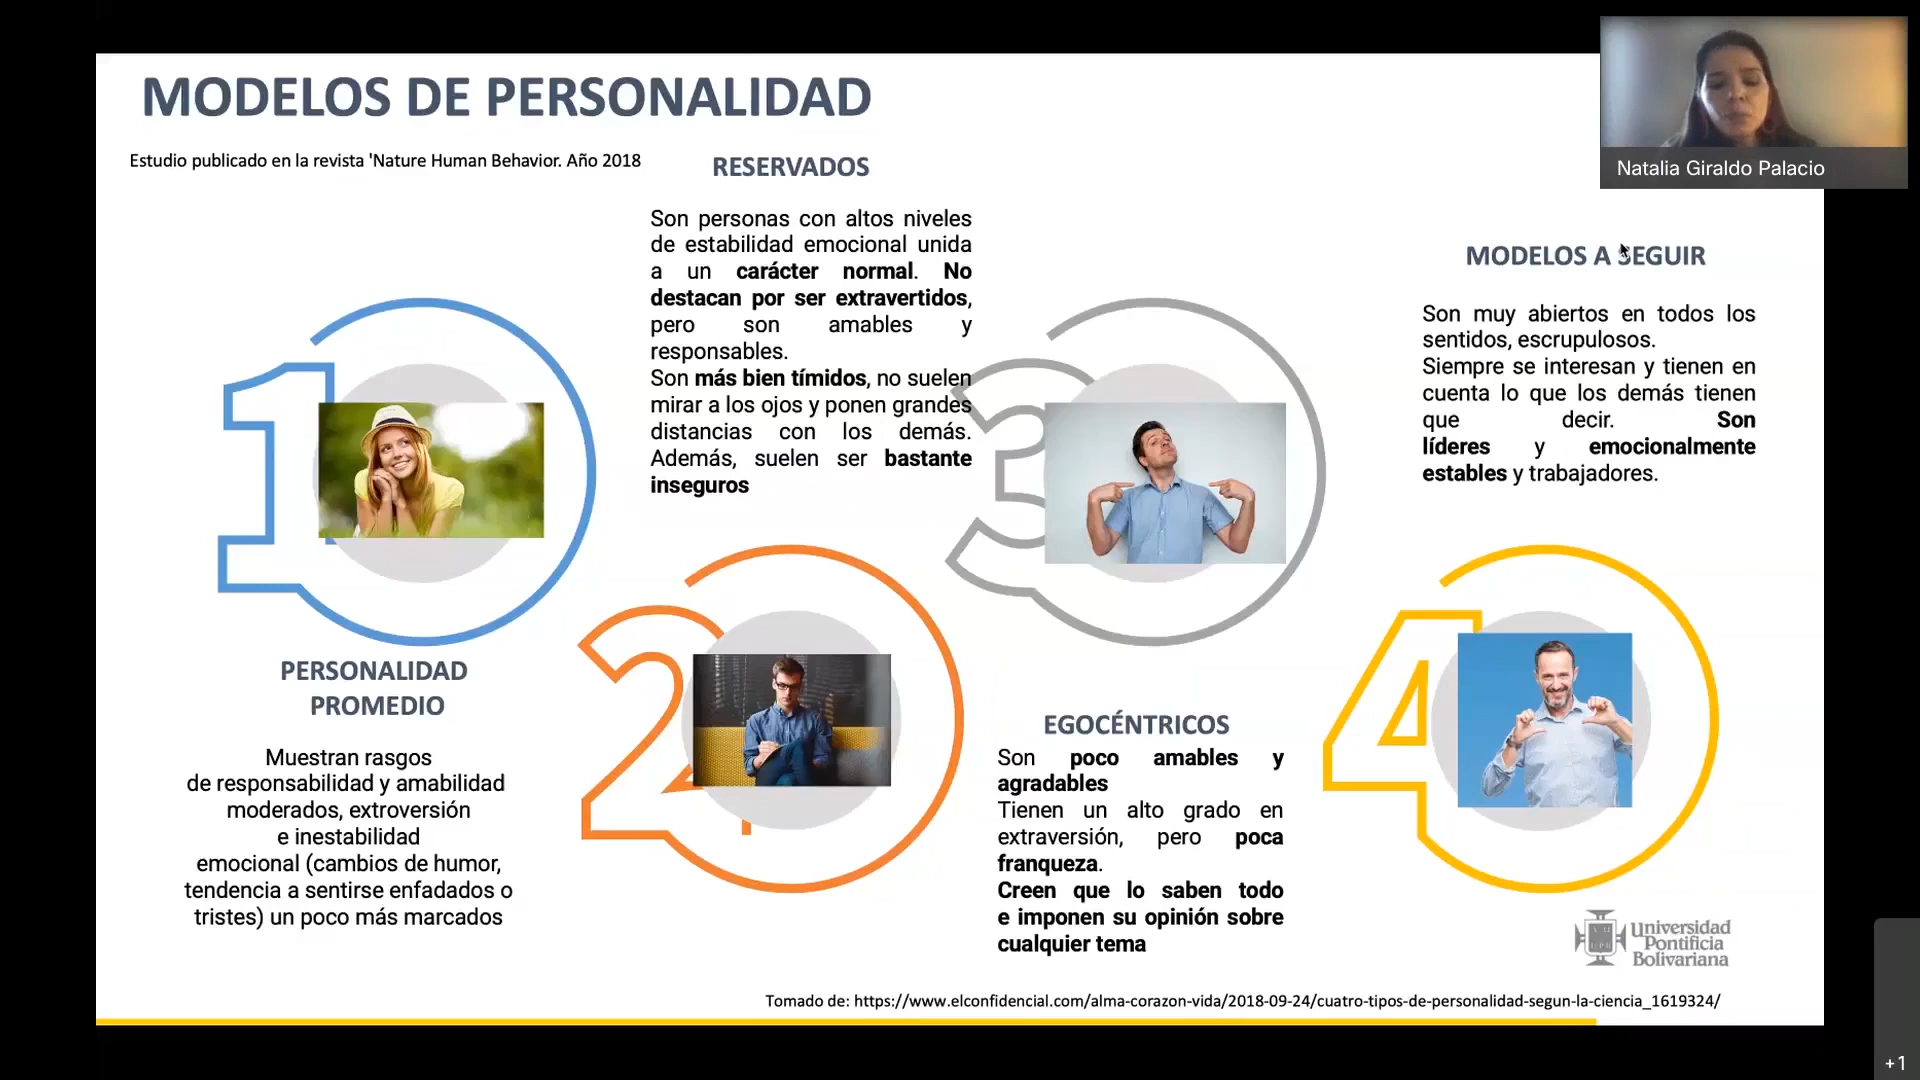 MODELOS DE PERSONALIDAD
Estudio publicado en la revista 'Nature Human Behavior. Año 2018
Natalia Giraldo Palacio
1
PERSONALIDAD
PROMEDIO
Muestran rasgos
de responsabilidad y amabilidad
moderados, extroversión
e inestabilidad
emocional (cambios de humor,
tendencia a sentirse enfadados o
tristes) un poco más marcados
RESERVADOS
Son personas con altos niveles
de estabilidad emocional unida
a un carácter normal. No
destacan por ser extravertidos,
pero son amables y
responsables.
Son más bien tímidos, no suelen
mirar a los ojos y ponen grandes
distancias con los demás.
Además, suelen ser bastante
inseguros
2
3
EGOCÉNTRICOS
Son poco amables y
agradables
Tienen un alto grado en
extraversión, pero poca
franqueza.
Creen que lo saben todo
e imponen su opinión sobre
cualquier tema
MODELOS A SEGUIR
Son muy abiertos en todos los
sentidos, escrupulosos.
Siempre se interesan y tienen en
cuenta lo que los demás tienen
que decir. Son
líderes y emocionalmente
estables y trabajadores.
4
Universidad
Pontificia
Bolivariana
Tomado de: https://www.elconfidencial.com/alma-corazon-vida/2018-09-24/cuatro-tipos-de-personalidad-segun-la-ciencia_1619324/
+1